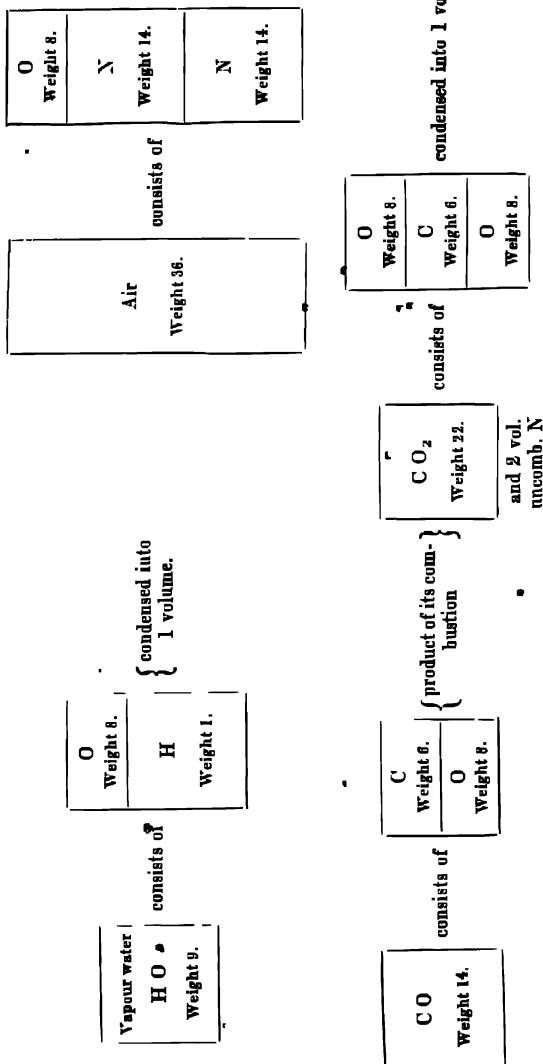 Vapour water
H O
Weight 9.
consists of
O
Weight 8.
H
Weight 1.
condensed into
1 volume.
Air
Weight 36.
consists of
O
Weight 8.
N
Weight 14.
N
Weight 14.
C O
Weight 14.
consists of
C
Weight 6.
O
Weight 8.
product of its com-
bustion
C O₂
Weight 22.
and 2 vol.
uncomb. N
consists of
O
Weight 8.
C
Weight 6.
O
Weight 8.
condensed into 1 vo